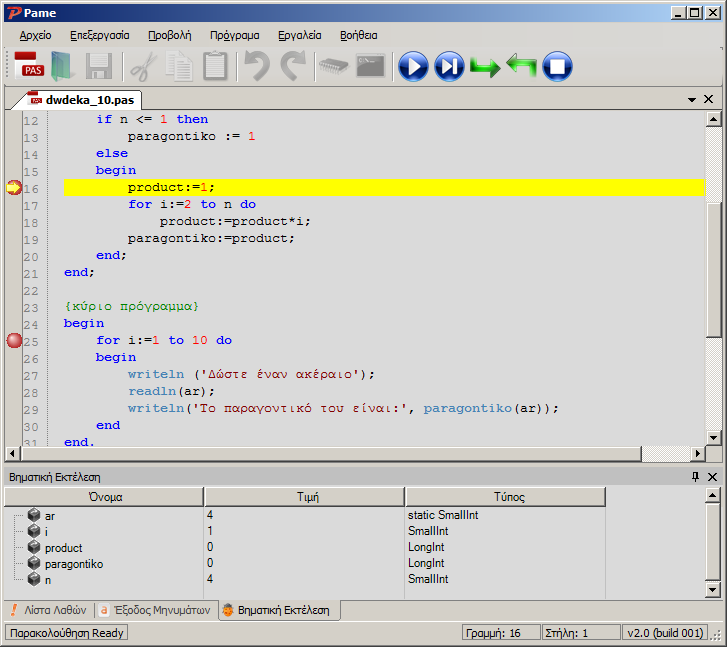 Pame
Αρχείο Επεξεργασία Προβολή Πρόγραμα Εργαλεία Βοήθεια
PAS
dwdeka_10.pas
12 if n <= 1 then
13 paragontiko := 1
14 else
15 begin
16 product:=1;
17 for i:=2 to n do
18 product:=product*i;
19 paragontiko:=product;
20 end;
21 end;
22
23 {κύριο πρόγραμμα}
24 begin
25 for i:=1 to 10 do
26 begin
27 writeln ('Δώστε έναν ακέραιο');
28 readln(ar);
29 writeln('Το παραγοντικό του είναι:', paragontiko(ar));
30 end
31 end.
Βηματική Εκτέλεση
Όνομα Τιμή Τύπος
ar 4 static SmallInt
i 1 SmallInt
product 0 LongInt
paragontiko 0 LongInt
n 4 SmallInt
Λίστα Λαθών Έξοδος Μηνυμάτων Βηματική Εκτέλεση
Παρακολούθηση Ready Γραμμή: 16 Στήλη: 1 v2.0 (build 001)